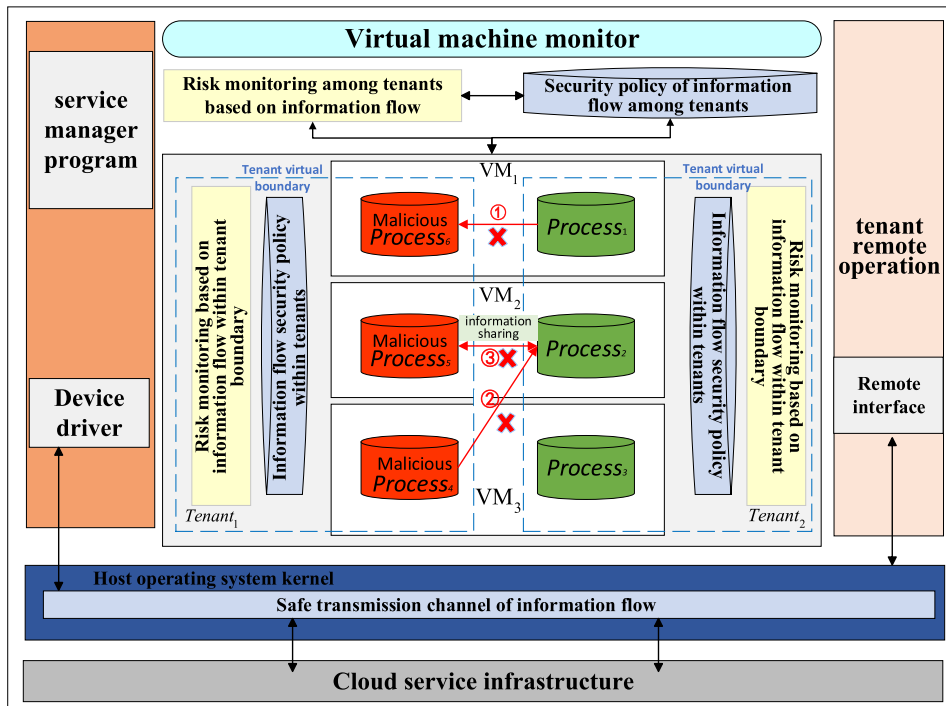 Virtual machine monitor
service
manager
program
Risk monitoring among tenants
based on information flow
Security policy of information
flow among tenants
tenant
remote
operation
Tenant virtual
boundary
VM1
Tenant virtual
boundary
Risk monitoring based on
information flow within tenant
boundary
Information flow security policy
within tenants
Malicious
Process6
①
Process1
VM2
information
sharing
Malicious
Process5
③
Process2
②
Malicious
Process4
Process3
VM3
Information flow security policy
within tenants
Risk monitoring based on
information flow within tenant
boundary
Tenant1
Tenant2
Device
driver
Remote
interface
Host operating system kernel
Safe transmission channel of information flow
Cloud service infrastructure